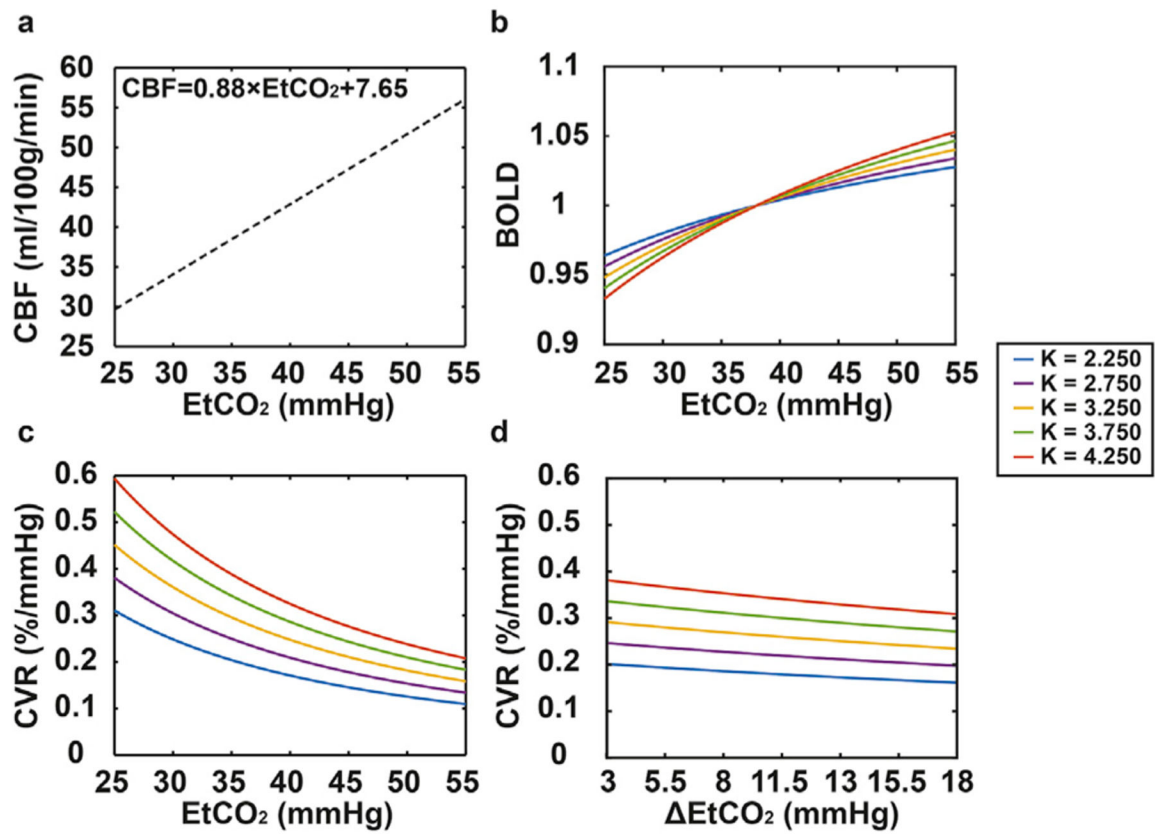 a
CBF (ml/100g/min)
60
55
50
45
40
35
30
25
CBF=0.88×EtCO₂+7.65
25 30 35 40 45 50 55
EtCO₂ (mmHg)
b
BOLD
1.1
1.05
1
0.95
0.9
25 30 35 40 45 50 55
EtCO₂ (mmHg)
K = 2.250
K = 2.750
K = 3.250
K = 3.750
K = 4.250
c
CVR (%/mmHg)
0.6
0.5
0.4
0.3
0.2
0.1
0
25 30 35 40 45 50 55
EtCO₂ (mmHg)
d
CVR (%/mmHg)
0.6
0.5
0.4
0.3
0.2
0.1
0
3 5.5 8 11.5 13 15.5 18
ΔEtCO₂ (mmHg)